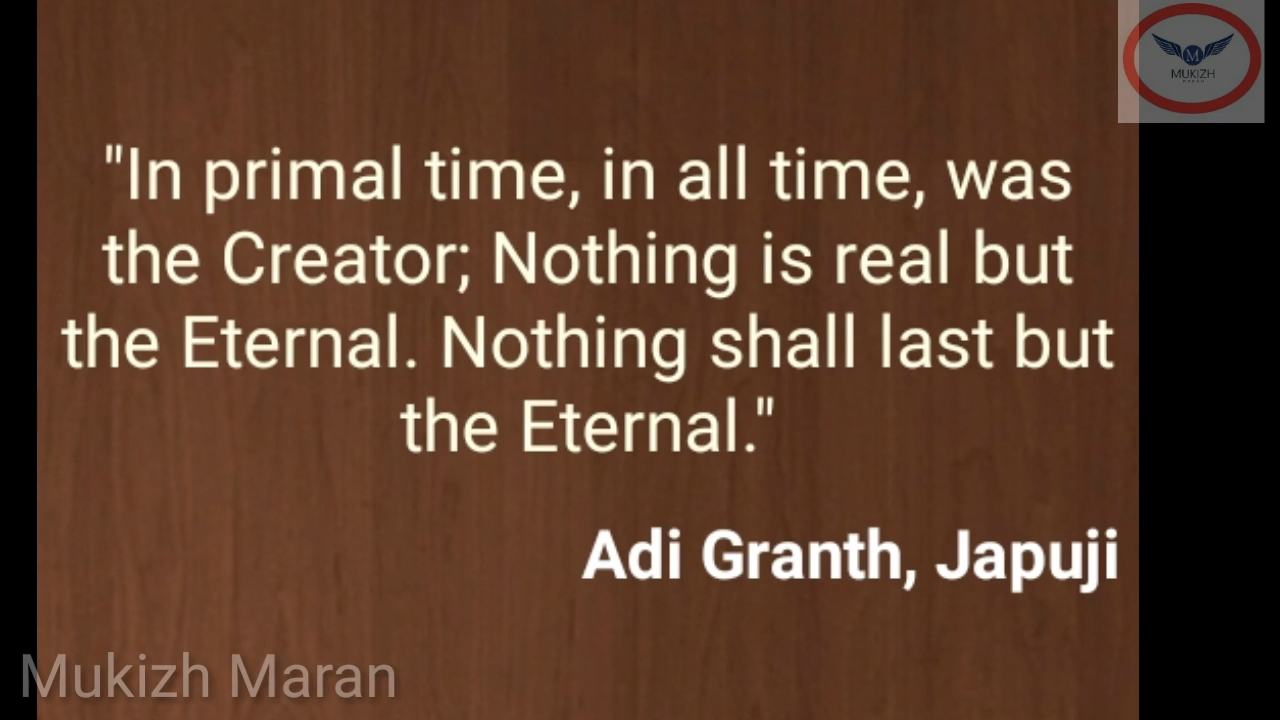 MUKIZH
"In primal time, in all time, was
the Creator; Nothing is real but
the Eternal. Nothing shall last but
the Eternal."
Adi Granth, Japuji
Mukizh Maran